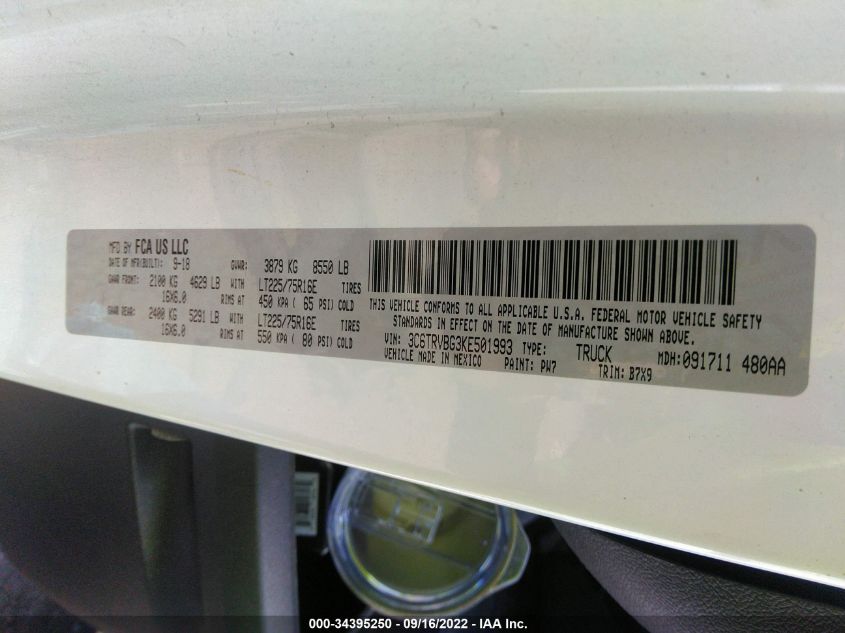 MFD BY FCA US LLC
DATE OF MFR(BUILT): 9-18 GVWR: 3879 KG 8550 LB
GAWR FRONT: 2100 KG 4629 LB WITH LT225/75R16E TIRES
16X6.0 RIMS AT 450 KPA ( 65 PSI) COLD
GAWR REAR: 2400 KG 5291 LB WITH LT225/75R16E TIRES
16X6.0 RIMS AT 550 KPA ( 80 PSI) COLD
THIS VEHICLE CONFORMS TO ALL APPLICABLE U.S.A. FEDERAL MOTOR VEHICLE SAFETY
STANDARDS IN EFFECT ON THE DATE OF MANUFACTURE SHOWN ABOVE.
VIN: 3C6TRVBG3KE501993 TYPE: TRUCK MDH: 091711 480AA
VEHICLE MADE IN MEXICO PAINT: PW7 TRIM: B7X9
000-34395250 - 09/16/2022 - IAA Inc.